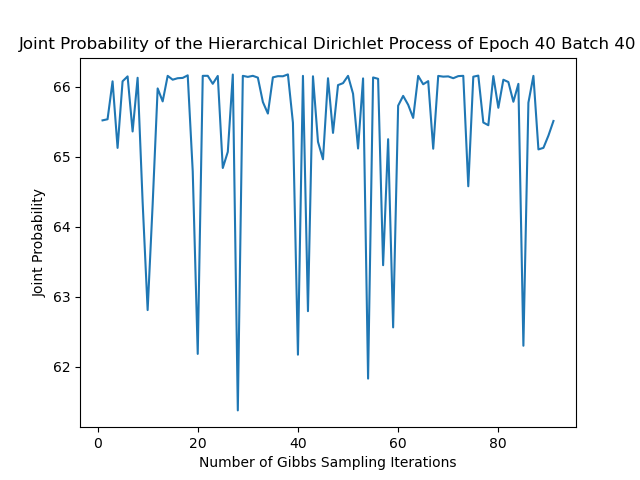 Joint Probability of the Hierarchical Dirichlet Process of Epoch 40 Batch 40
66
65
64
63
62
Joint Probability
0 20 40 60 80
Number of Gibbs Sampling Iterations